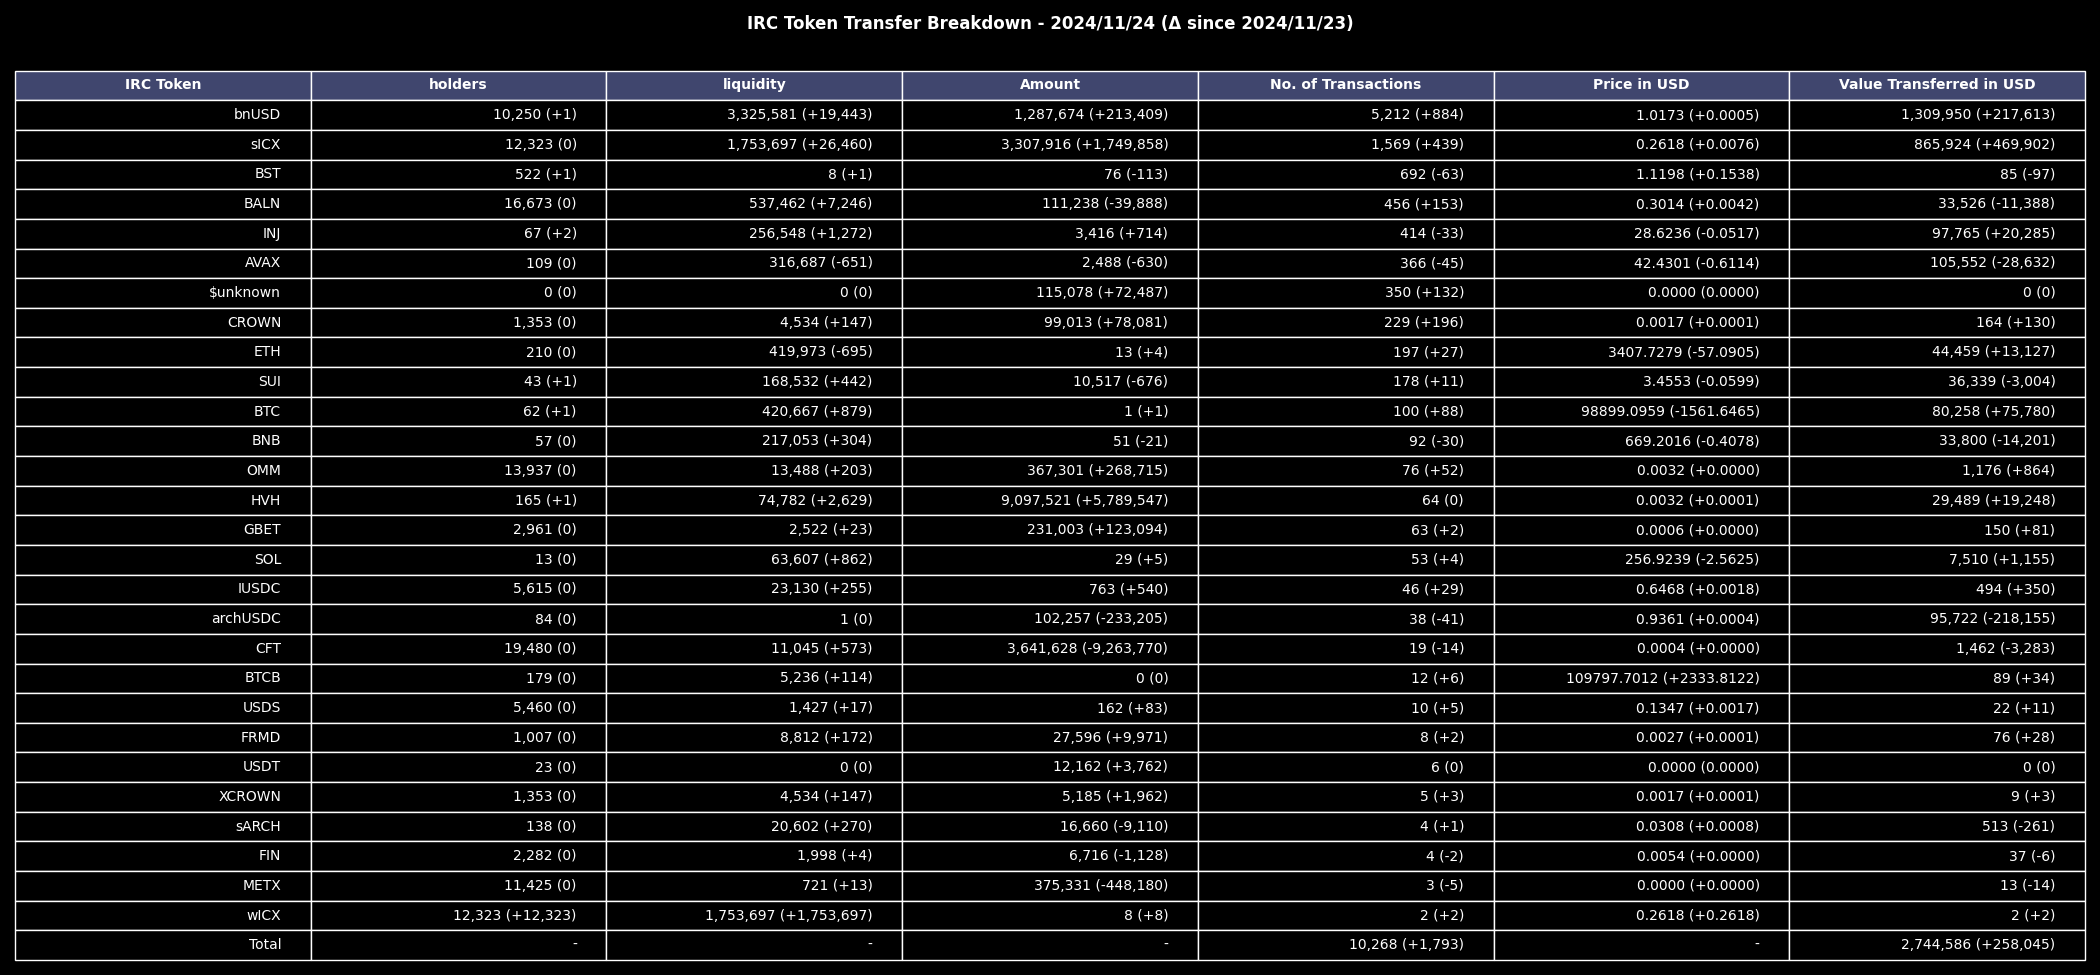 IRC Token Transfer Breakdown - 2024/11/24 (Δ since 2024/11/23)
IRC Token holders liquidity Amount No. of Transactions Price in USD Value Transferred in USD
bnUSD 10,250 (+1) 3,325,581 (+19,443) 1,287,674 (+213,409) 5,212 (+884) 1.0173 (+0.0005) 1,309,950 (+217,613)
sICX 12,323 (0) 1,753,697 (+26,460) 3,307,916 (+1,749,858) 1,569 (+439) 0.2618 (+0.0076) 865,924 (+469,902)
BST 522 (+1) 8 (+1) 76 (-113) 692 (-63) 1.1198 (+0.1538) 85 (-97)
BALN 16,673 (0) 537,462 (+7,246) 111,238 (-39,888) 456 (+153) 0.3014 (+0.0042) 33,526 (-11,388)
INJ 67 (+2) 256,548 (+1,272) 3,416 (+714) 414 (-33) 28.6236 (-0.0517) 97,765 (+20,285)
AVAX 109 (0) 316,687 (-651) 2,488 (-630) 366 (-45) 42.4301 (-0.6114) 105,552 (-28,632)
$unknown 0 (0) 0 (0) 115,078 (+72,487) 350 (+132) 0.0000 (0.0000) 0 (0)
CROWN 1,353 (0) 4,534 (+147) 99,013 (+78,081) 229 (+196) 0.0017 (+0.0001) 164 (+130)
ETH 210 (0) 419,973 (-695) 13 (+4) 197 (+27) 3407.7279 (-57.0905) 44,459 (+13,127)
SUI 43 (+1) 168,532 (+442) 10,517 (-676) 178 (+11) 3.4553 (-0.0599) 36,339 (-3,004)
BTC 62 (+1) 420,667 (+879) 1 (+1) 100 (+88) 98899.0959 (-1561.6465) 80,258 (+75,780)
BNB 57 (0) 217,053 (+304) 51 (-21) 92 (-30) 669.2016 (-0.4078) 33,800 (-14,201)
OMM 13,937 (0) 13,488 (+203) 367,301 (+268,715) 76 (+52) 0.0032 (+0.0000) 1,176 (+864)
HVH 165 (+1) 74,782 (+2,629) 9,097,521 (+5,789,547) 64 (0) 0.0032 (+0.0001) 29,489 (+19,248)
GBET 2,961 (0) 2,522 (+23) 231,003 (+123,094) 63 (+2) 0.0006 (+0.0000) 150 (+81)
SOL 13 (0) 63,607 (+862) 29 (+5) 53 (+4) 256.9239 (-2.5625) 7,510 (+1,155)
IUSDC 5,615 (0) 23,130 (+255) 763 (+540) 46 (+29) 0.6468 (+0.0018) 494 (+350)
archUSDC 84 (0) 1 (0) 102,257 (-233,205) 38 (-41) 0.9361 (+0.0004) 95,722 (-218,155)
CFT 19,480 (0) 11,045 (+573) 3,641,628 (-9,263,770) 19 (-14) 0.0004 (+0.0000) 1,462 (-3,283)
BTCB 179 (0) 5,236 (+114) 0 (0) 12 (+6) 109797.7012 (+2333.8122) 89 (+34)
USDS 5,460 (0) 1,427 (+17) 162 (+83) 10 (+5) 0.1347 (+0.0017) 22 (+11)
FRMD 1,007 (0) 8,812 (+172) 27,596 (+9,971) 8 (+2) 0.0027 (+0.0001) 76 (+28)
USDT 23 (0) 0 (0) 12,162 (+3,762) 6 (0) 0.0000 (0.0000) 0 (0)
XCROWN 1,353 (0) 4,534 (+147) 5,185 (+1,962) 5 (+3) 0.0017 (+0.0001) 9 (+3)
sARCH 138 (0) 20,602 (+270) 16,660 (-9,110) 4 (+1) 0.0308 (+0.0008) 513 (-261)
FIN 2,282 (0) 1,998 (+4) 6,716 (-1,128) 4 (-2) 0.0054 (+0.0000) 37 (-6)
METX 11,425 (0) 721 (+13) 375,331 (-448,180) 3 (-5) 0.0000 (+0.0000) 13 (-14)
wICX 12,323 (+12,323) 1,753,697 (+1,753,697) 8 (+8) 2 (+2) 0.2618 (+0.2618) 2 (+2)
Total - - - 10,268 (+1,793) - 2,744,586 (+258,045)